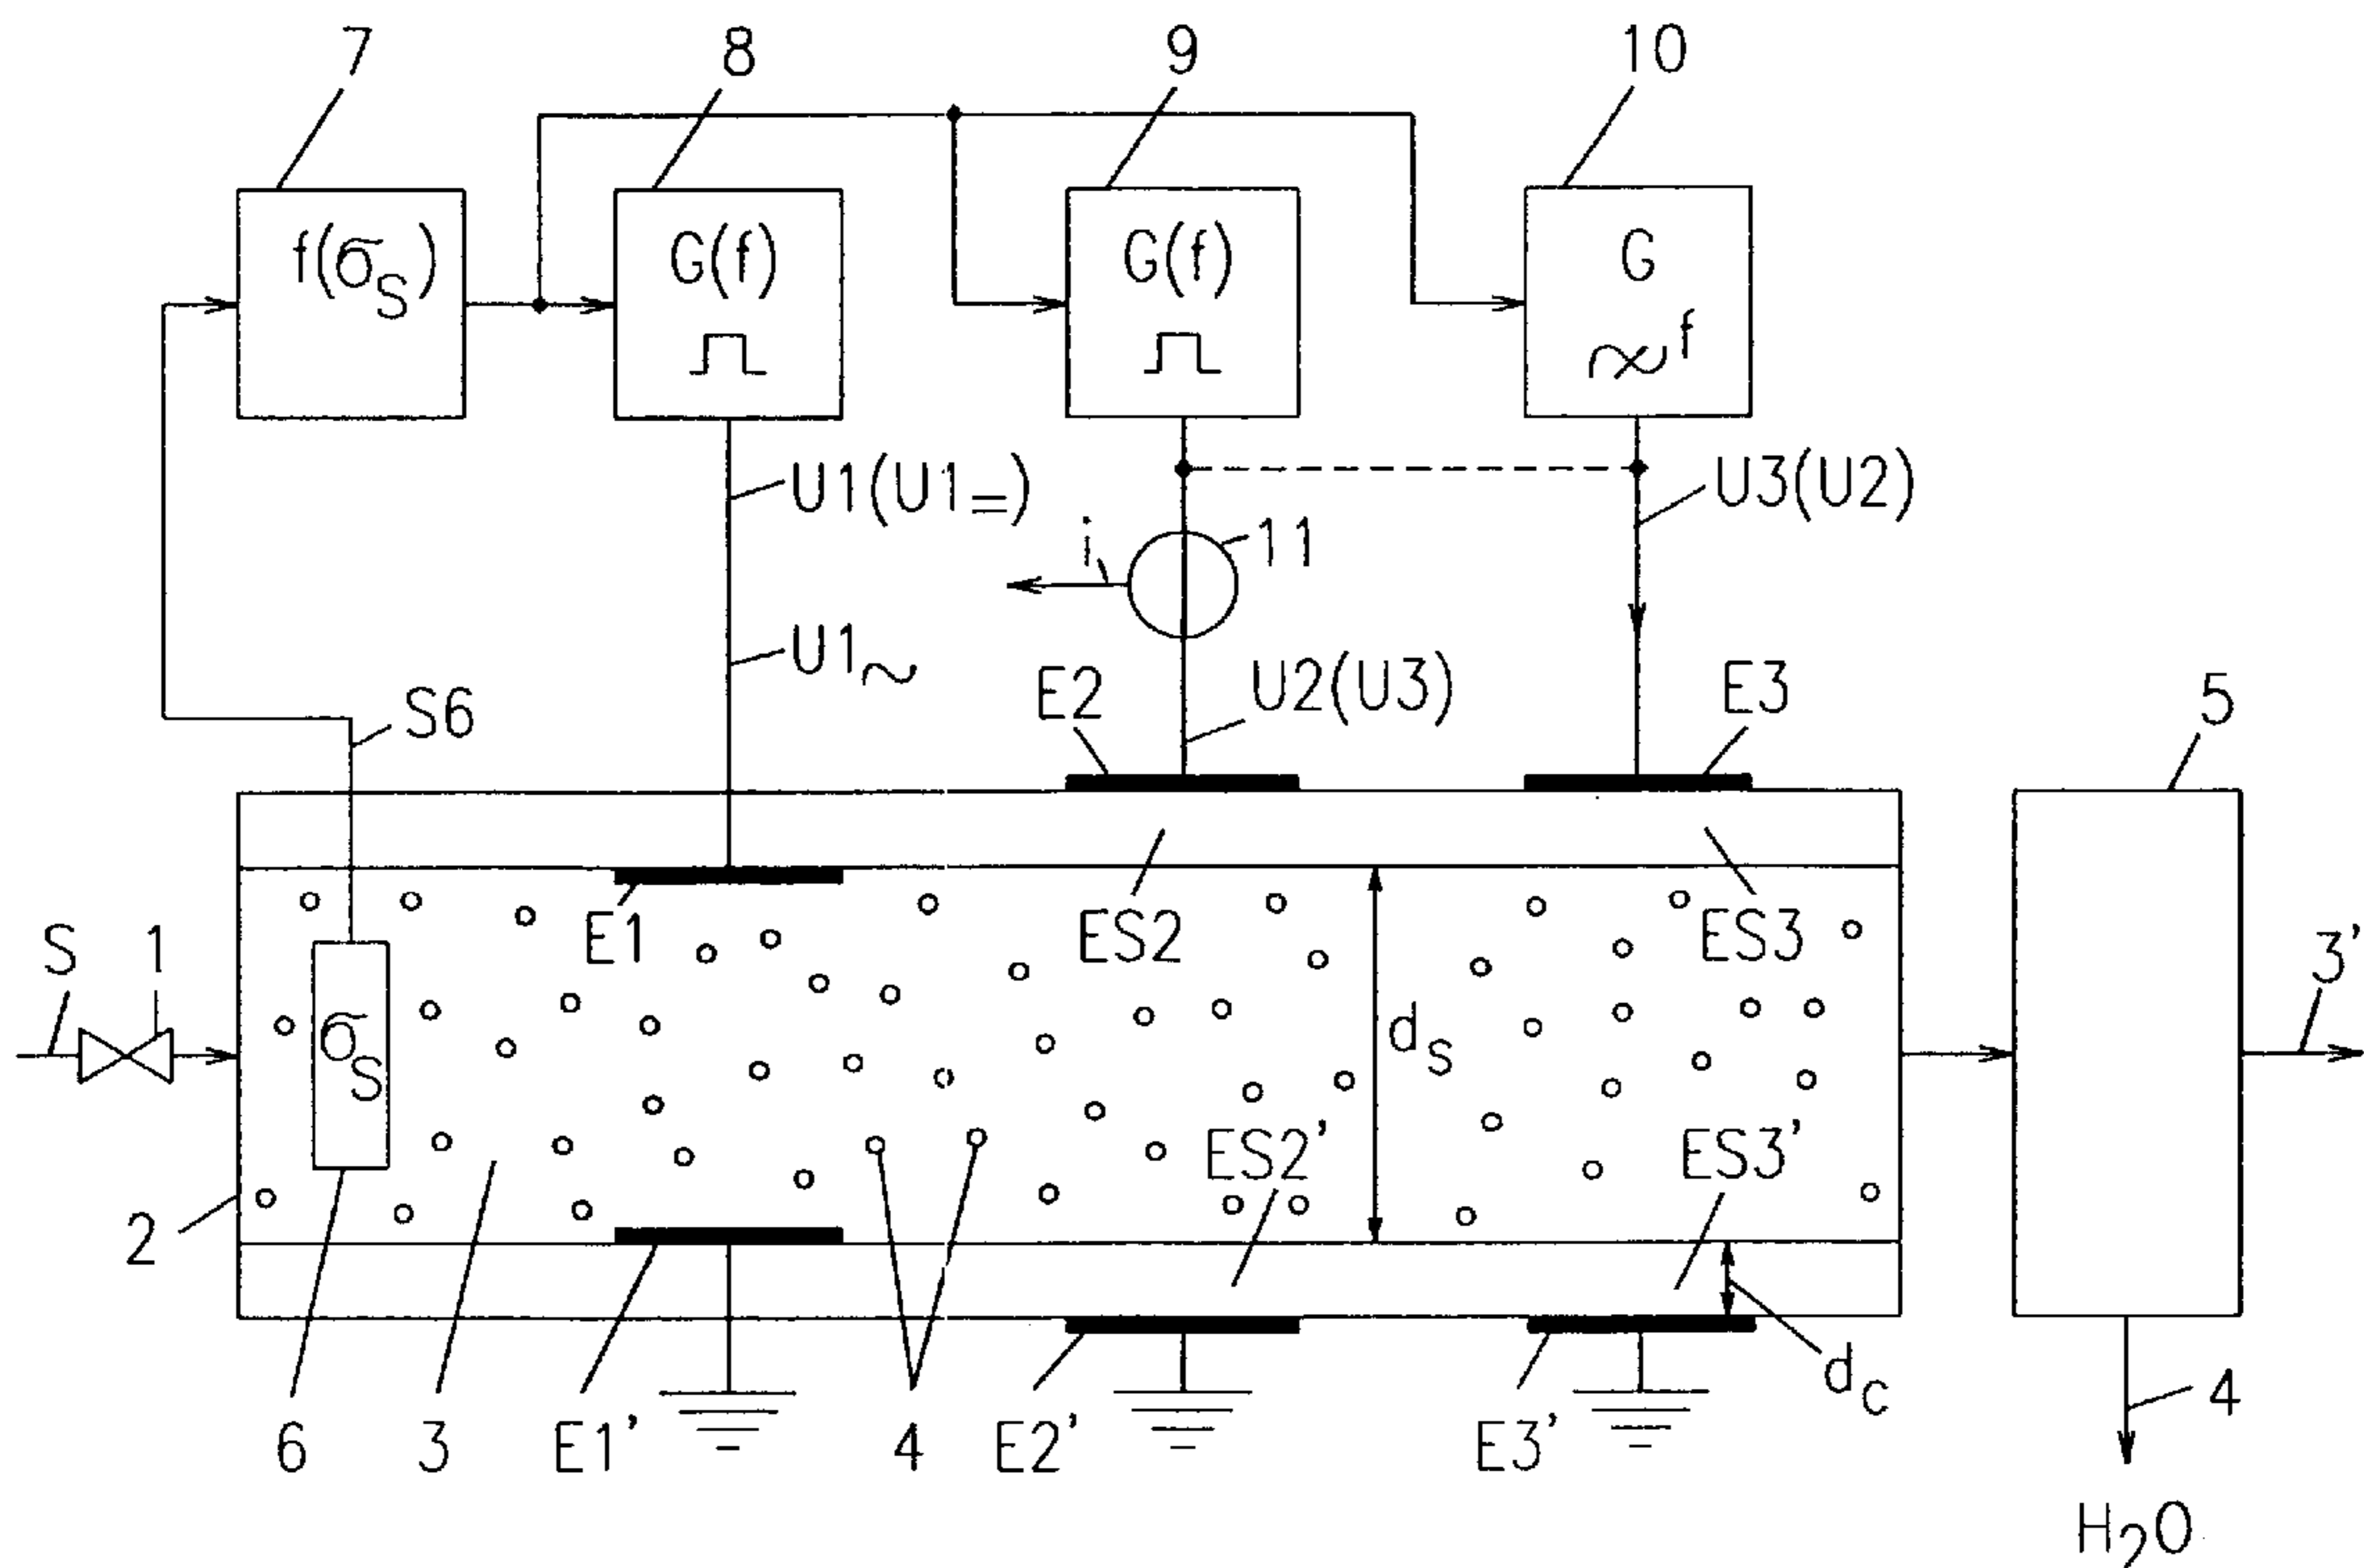 7 8 9 10
f(σS) G(f) G(f) G
f
U1(U1=) U3(U2)
i 11
U1~
E2 U2(U3) E3 5
S6
E1 ES2 ES3
S 1 3'
σS dS
ES2' ES3'
2
dC 4
6 3 E1' 4 E2' E3'
H2O